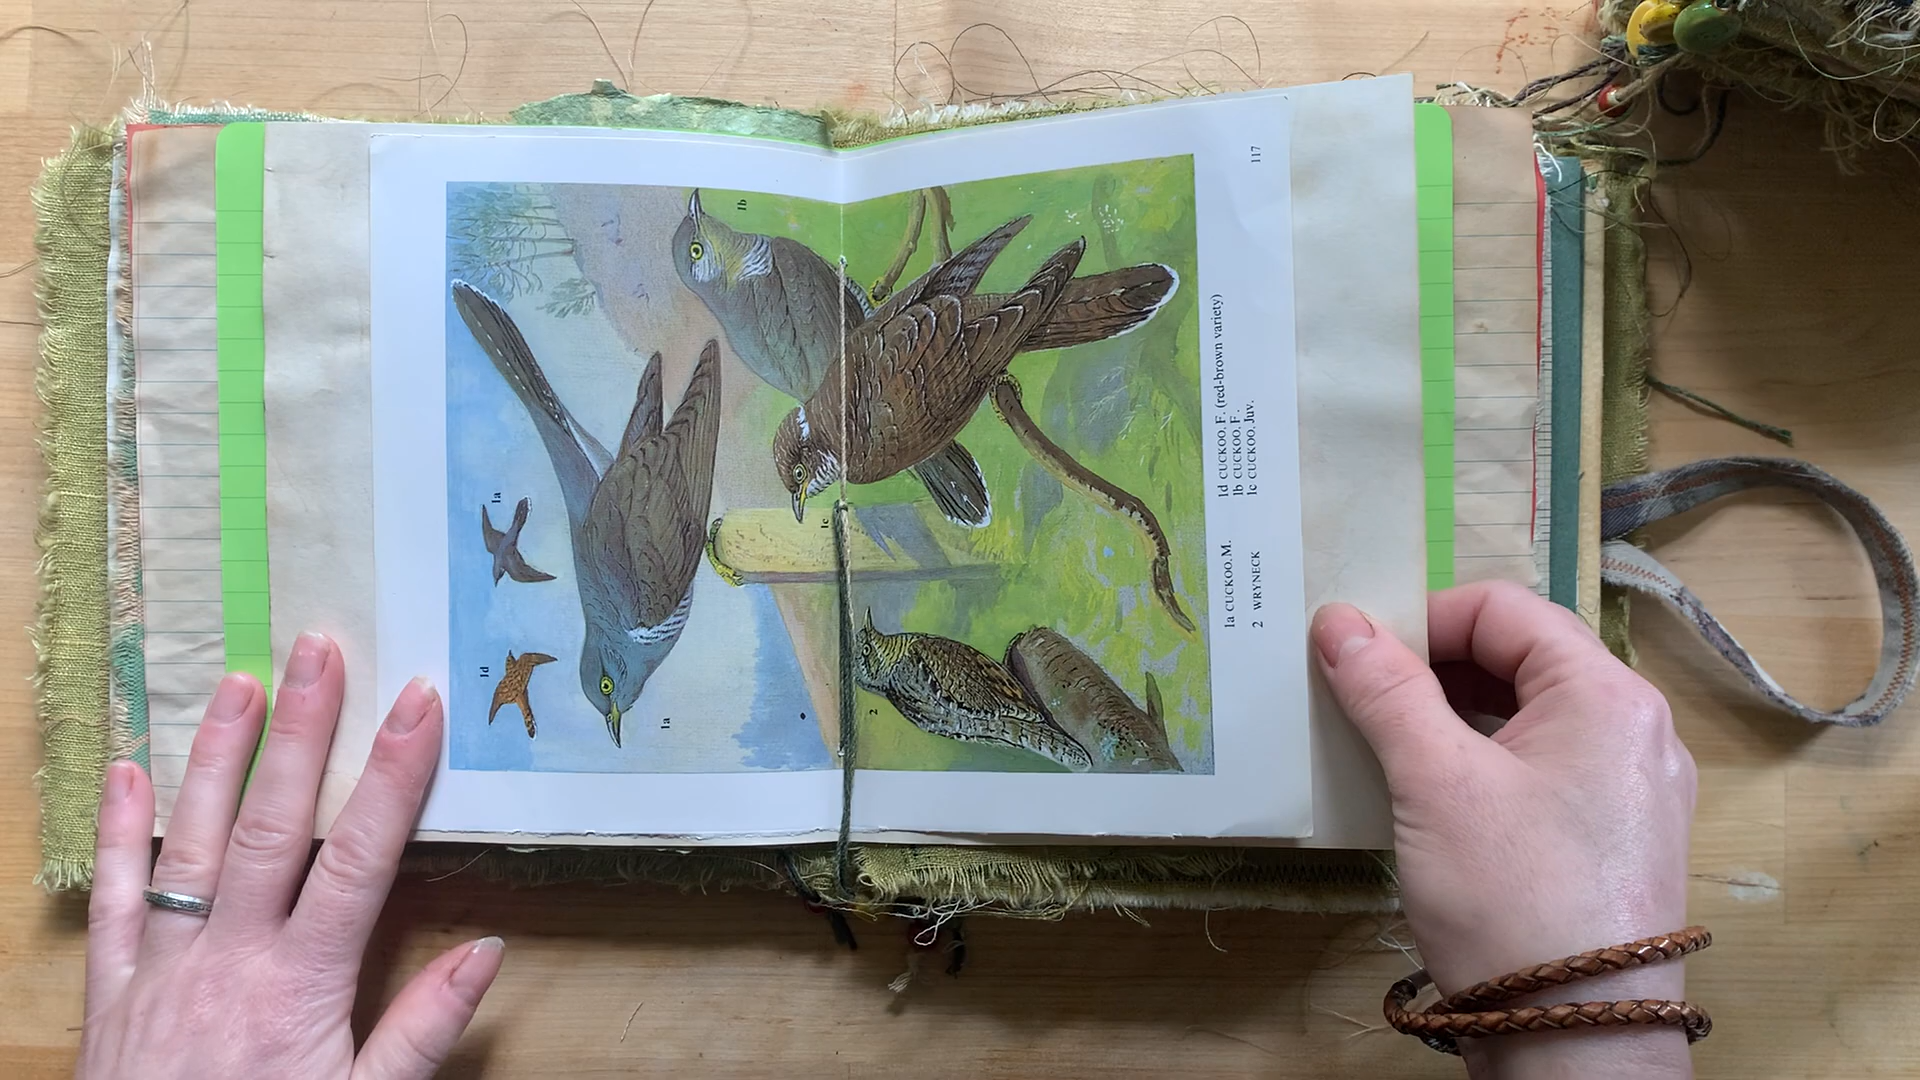 1d
1a
1a
1b
1c
2
1a CUCKOO. M.
1d CUCKOO. F. (red-brown variety)
1b CUCKOO. F.
2 WRYNECK
1c CUCKOO. Juv.
117